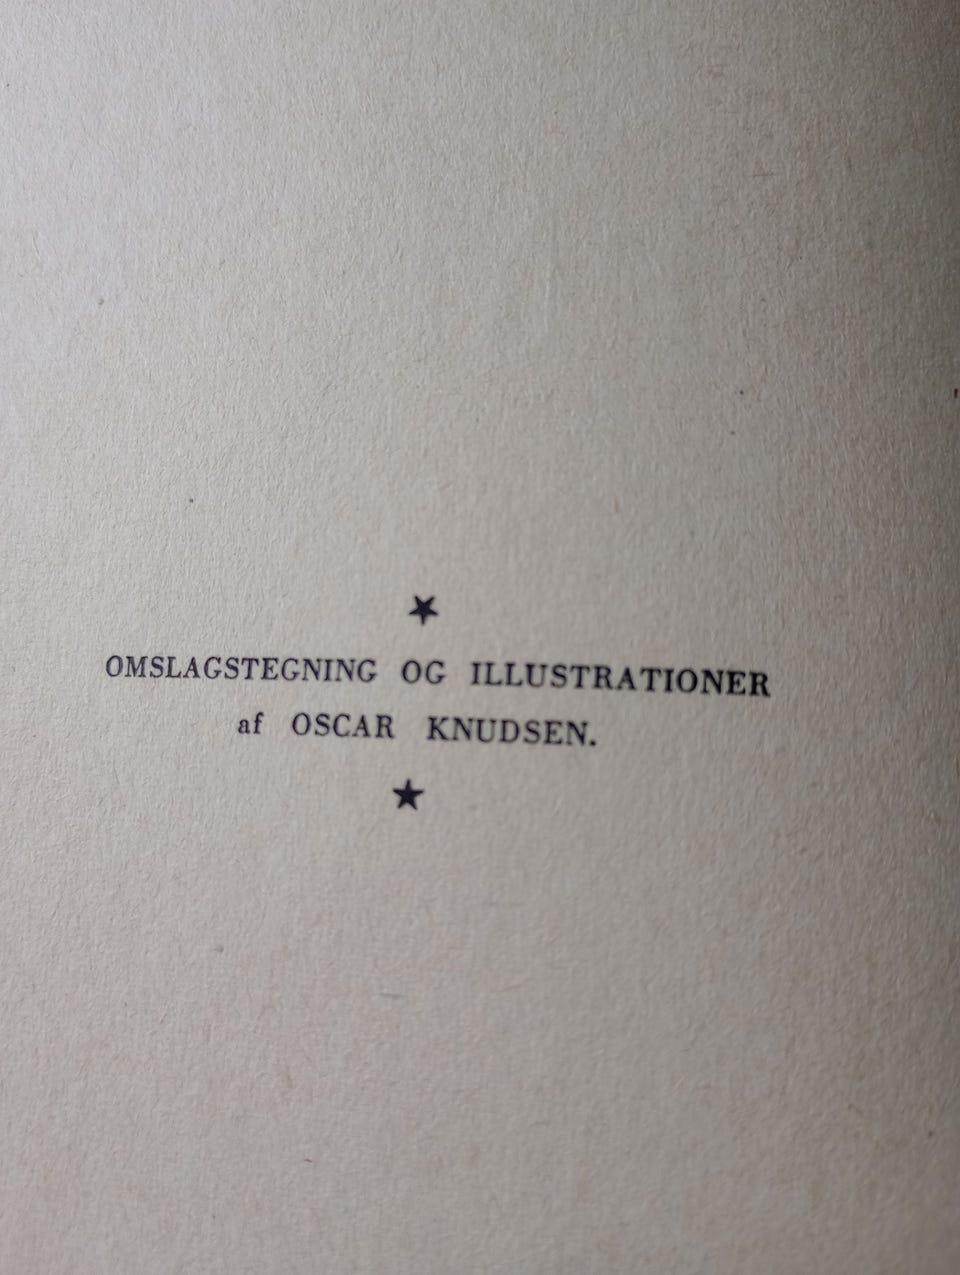 ★
OMSLAGSTEGNING OG ILLUSTRATIONER
af OSCAR KNUDSEN.
★